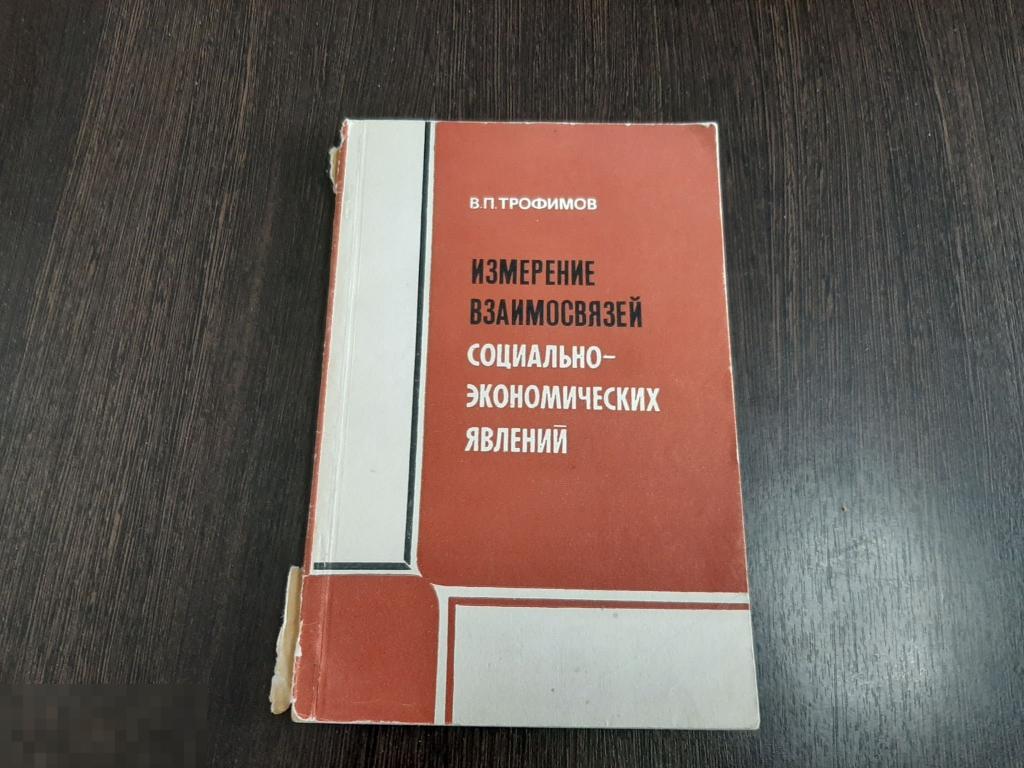 В.П.ТРОФИМОВ
ИЗМЕРЕНИЕ
ВЗАИМОСВЯЗЕЙ
СОЦИАЛЬНО-
ЭКОНОМИЧЕСКИХ
ЯВЛЕНИЙ